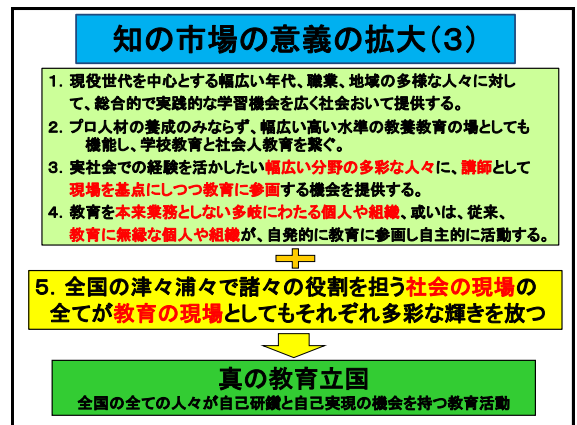 知の市場の意義の拡大(3)
1. 現役世代を中心とする幅広い年代、職業、地域の多様な人々に対し
て、総合的で実践的な学習機会を広く社会おいて提供する。
2. プロ人材の養成のみならず、幅広い高い水準の教養教育の場としても
機能し、学校教育と社会人教育を繋ぐ。
3. 実社会での経験を活かしたい幅広い分野の多彩な人々に、講師として
現場を基点にしつつ教育に参画する機会を提供する。
4. 教育を本来業務としない多岐にわたる個人や組織、或いは、従来、
教育に無縁な個人や組織が、自発的に教育に参画し自主的に活動する。
5. 全国の津々浦々で諸々の役割を担う社会の現場の
全てが教育の現場としてもそれぞれ多彩な輝きを放つ
真の教育立国
全国の全ての人々が自己研鑽と自己実現の機会を持つ教育活動